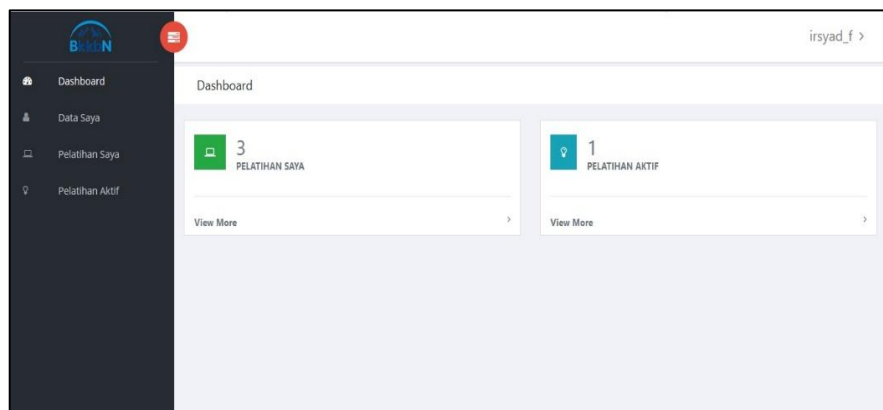 BkkbN
irsyad_f >
Dashboard
Data Saya
Pelatihan Saya
Pelatihan Aktif
Dashboard
3
PELATIHAN SAYA
View More >
1
PELATIHAN AKTIF
View More >